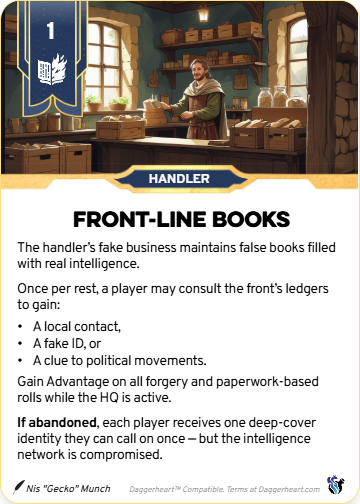 1
HANDLER
FRONT-LINE BOOKS
The handler's fake business maintains false books filled
with real intelligence.
Once per rest, a player may consult the front's ledgers
to gain:
• A local contact,
• A fake ID, or
• A clue to political movements.
Gain Advantage on all forgery and paperwork-based
rolls while the HQ is active.
If abandoned, each player receives one deep-cover
identity they can call on once – but the intelligence
network is compromised.
Nis "Gecko" Munch
Daggerheart™ Compatible. Terms at Daggerheart.com